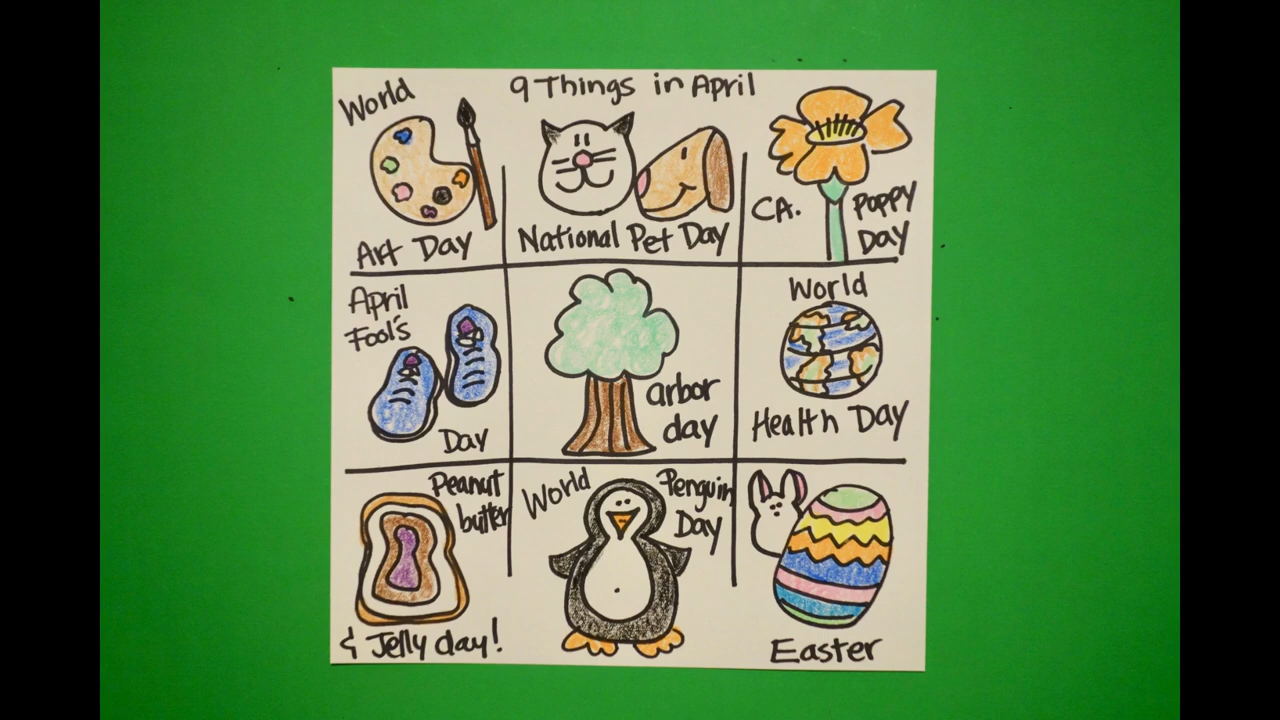 9 Things in April
World
Art Day
National Pet Day
CA. Poppy
Day
April
Fool's
Day
arbor
day
World
Health Day
Peanut
butter
& Jelly day!
World Penguin
Day
Easter